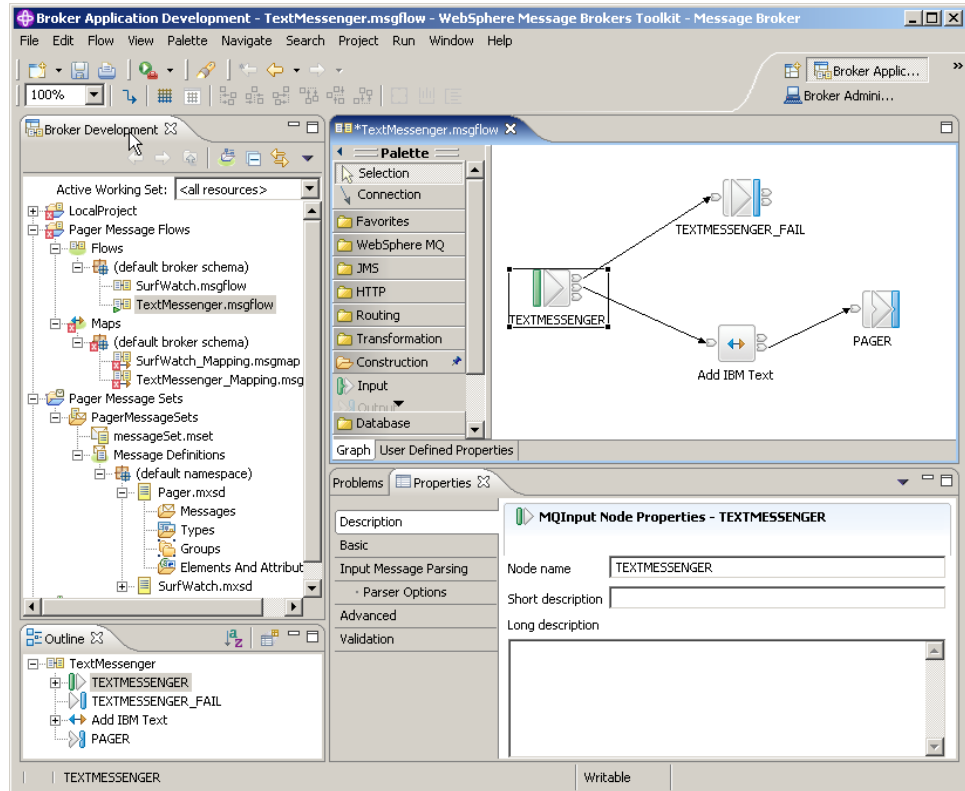 Broker Application Development - TextMessenger.msgflow - WebSphere Message Brokers Toolkit - Message Broker
File Edit Flow View Palette Navigate Search Project Run Window Help
Broker Applic...
»
100%
Broker Admini...
Broker Development
Active Working Set: <all resources>
LocalProject
Pager Message Flows
Flows
(default broker schema)
SurfWatch.msgflow
TextMessenger.msgflow
Maps
(default broker schema)
SurfWatch_Mapping.msgmap
TextMessenger_Mapping.msg
Pager Message Sets
PagerMessageSets
messageSet.mset
Message Definitions
(default namespace)
Pager.mxsd
Messages
Types
Groups
Elements And Attribut
SurfWatch.mxsd
Outline
TextMessenger
TEXTMESSENGER
TEXTMESSENGER_FAIL
Add IBM Text
PAGER
*TextMessenger.msgflow
Palette
Selection
Connection
Favorites
WebSphere MQ
JMS
HTTP
Routing
Transformation
Construction
Input
Output
Database
TEXTMESSENGER_FAIL
TEXTMESSENGER
PAGER
Add IBM Text
Graph User Defined Properties
Problems Properties
Description
Basic
Input Message Parsing
· Parser Options
Advanced
Validation
MQInput Node Properties - TEXTMESSENGER
Node name TEXTMESSENGER
Short description
Long description
TEXTMESSENGER Writable